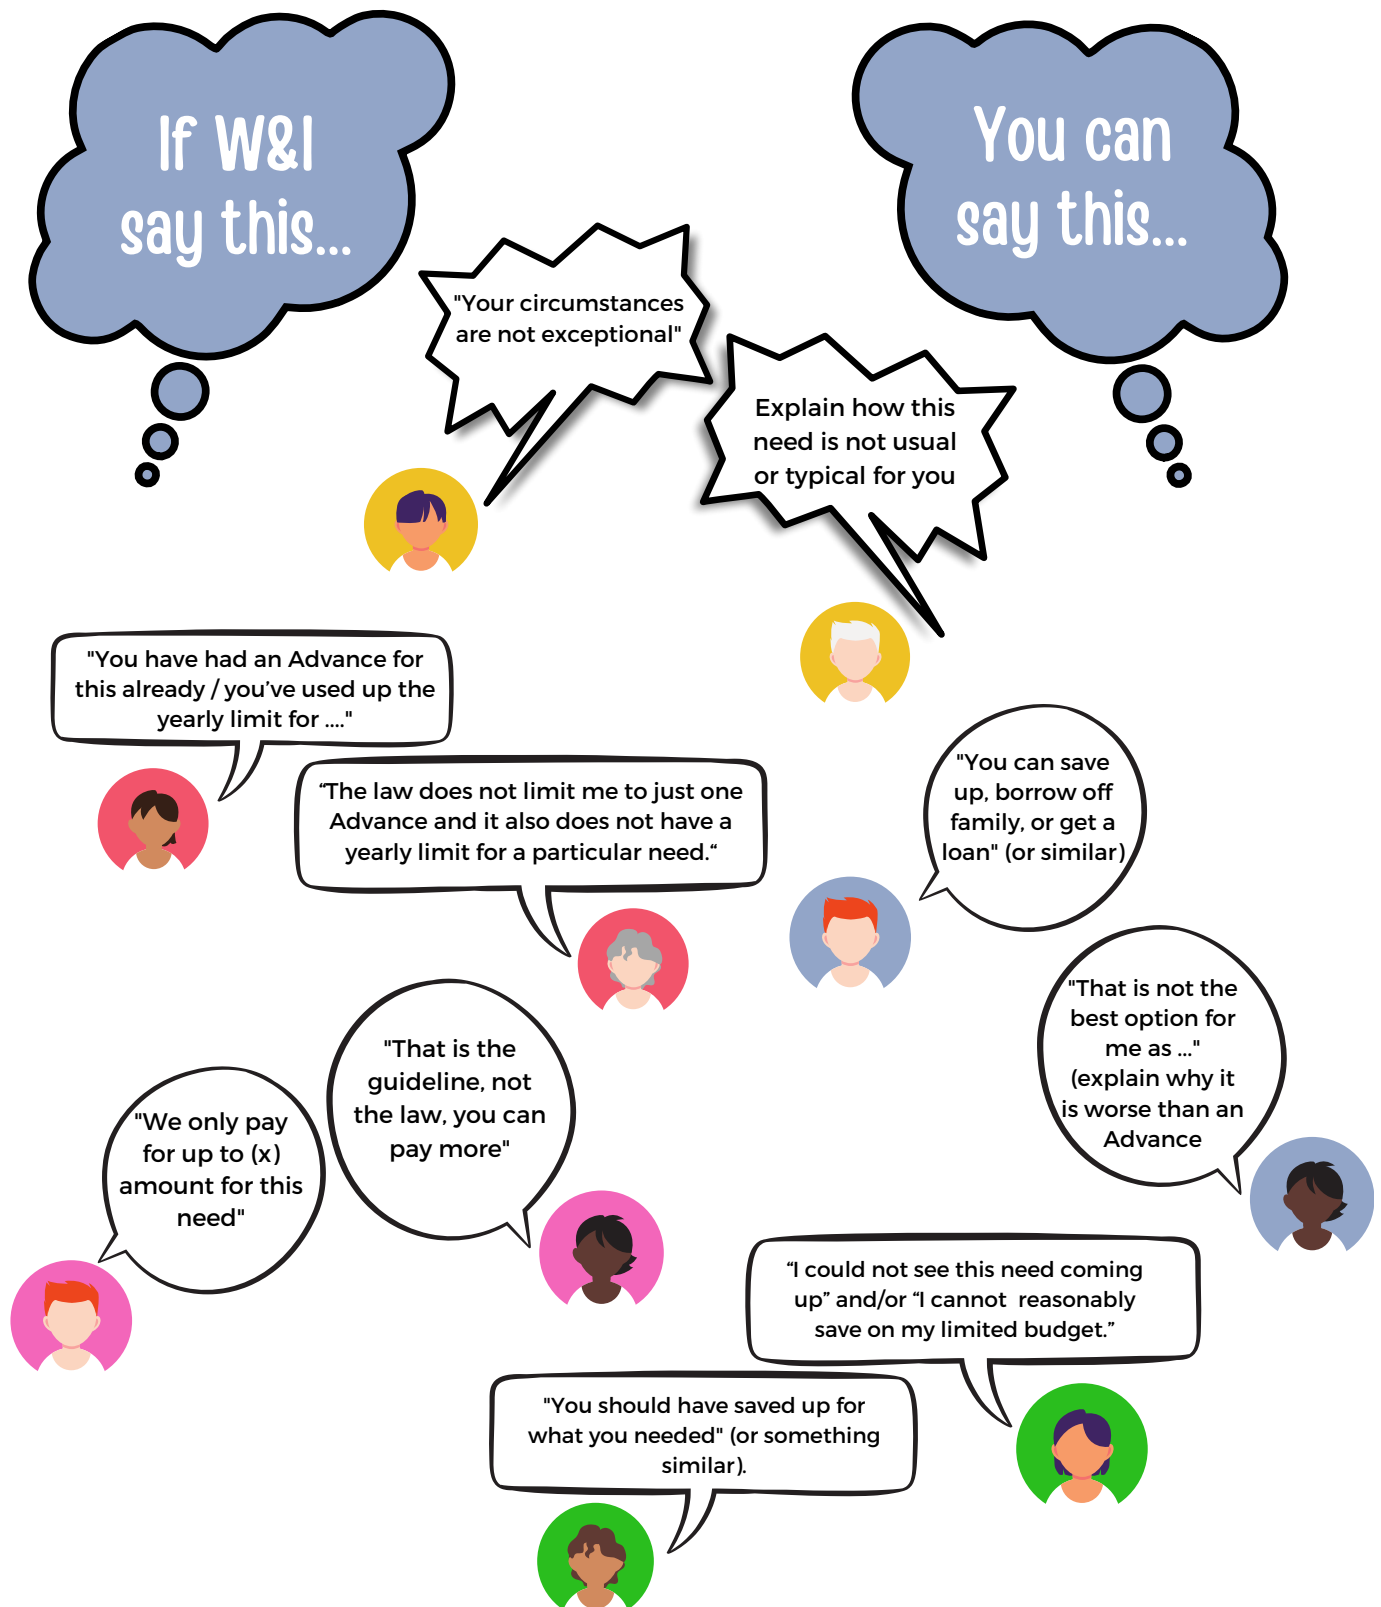 If W&I
say this...
You can
say this...
"Your circumstances
are not exceptional"
Explain how this
need is not usual
or typical for you
"You have had an Advance for
this already / you've used up the
yearly limit for ...."
“The law does not limit me to just one
Advance and it also does not have a
yearly limit for a particular need.“
"You can save
up, borrow off
family, or get a
loan" (or similar)
"That is not the
best option for
me as ..."
(explain why it
is worse than an
Advance
"We only pay
for up to (x)
amount for this
need"
"That is the
guideline, not
the law, you can
pay more"
"You should have saved up for
what you needed" (or something
similar).
“I could not see this need coming
up” and/or “I cannot reasonably
save on my limited budget.”